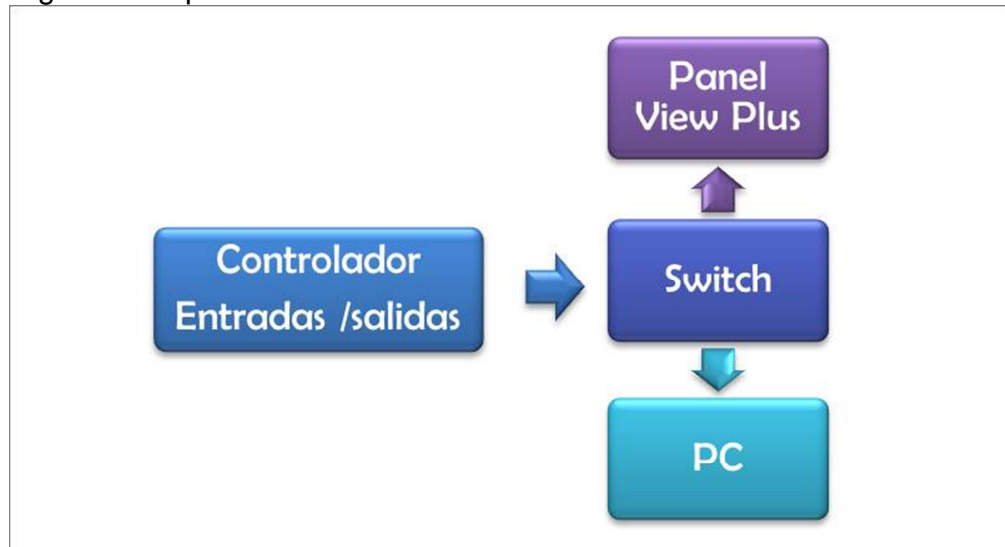 Panel
View Plus
Controlador
Entradas /salidas
Switch
PC